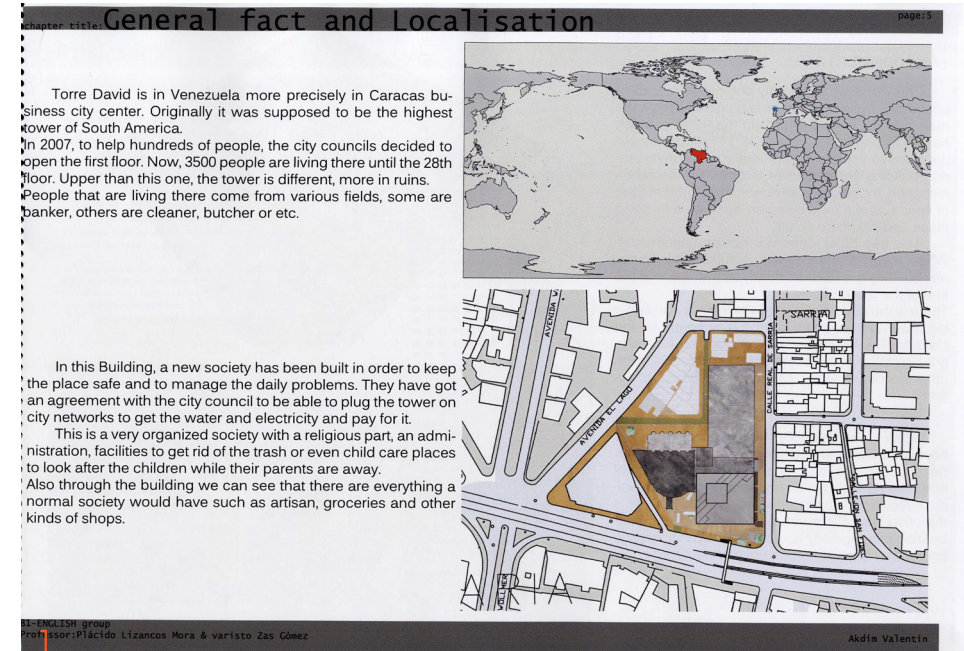 chapter title:General fact and Localisation
page:5
Torre David is in Venezuela more precisely in Caracas bu-
siness city center. Originally it was supposed to be the highest
tower of South America.
In 2007, to help hundreds of people, the city councils decided to
open the first floor. Now, 3500 people are living there until the 28th
floor. Upper than this one, the tower is different, more in ruins.
People that are living there come from various fields, some are
banker, others are cleaner, butcher or etc.
In this Building, a new society has been built in order to keep
the place safe and to manage the daily problems. They have got
an agreement with the city council to be able to plug the tower on
city networks to get the water and electricity and pay for it.
This is a very organized society with a religious part, an admi-
nistration, facilities to get rid of the trash or even child care places
to look after the children while their parents are away.
Also through the building we can see that there are everything a
normal society would have such as artisan, groceries and other
kinds of shops.
AVENIDA
SARRIA
CALLE REAL DE SARRIA
AVENIDA EL LAGO
VOLLMER
B1-ENGLISH group
Professor:Plácido Lizancos Mora & varisto Zas Gómez
Akdim Valentin